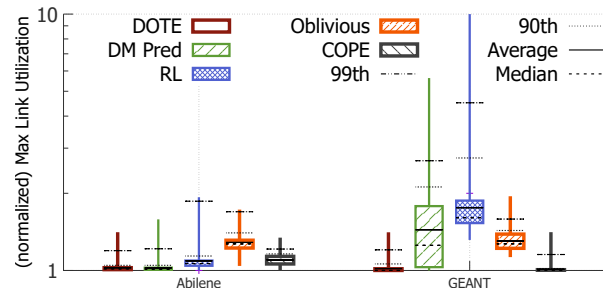 10
DOTE
DM Pred
RL
Oblivious
COPE
99th
90th
Average
Median
(normalized) Max Link Utilization
1
Abilene
GEANT